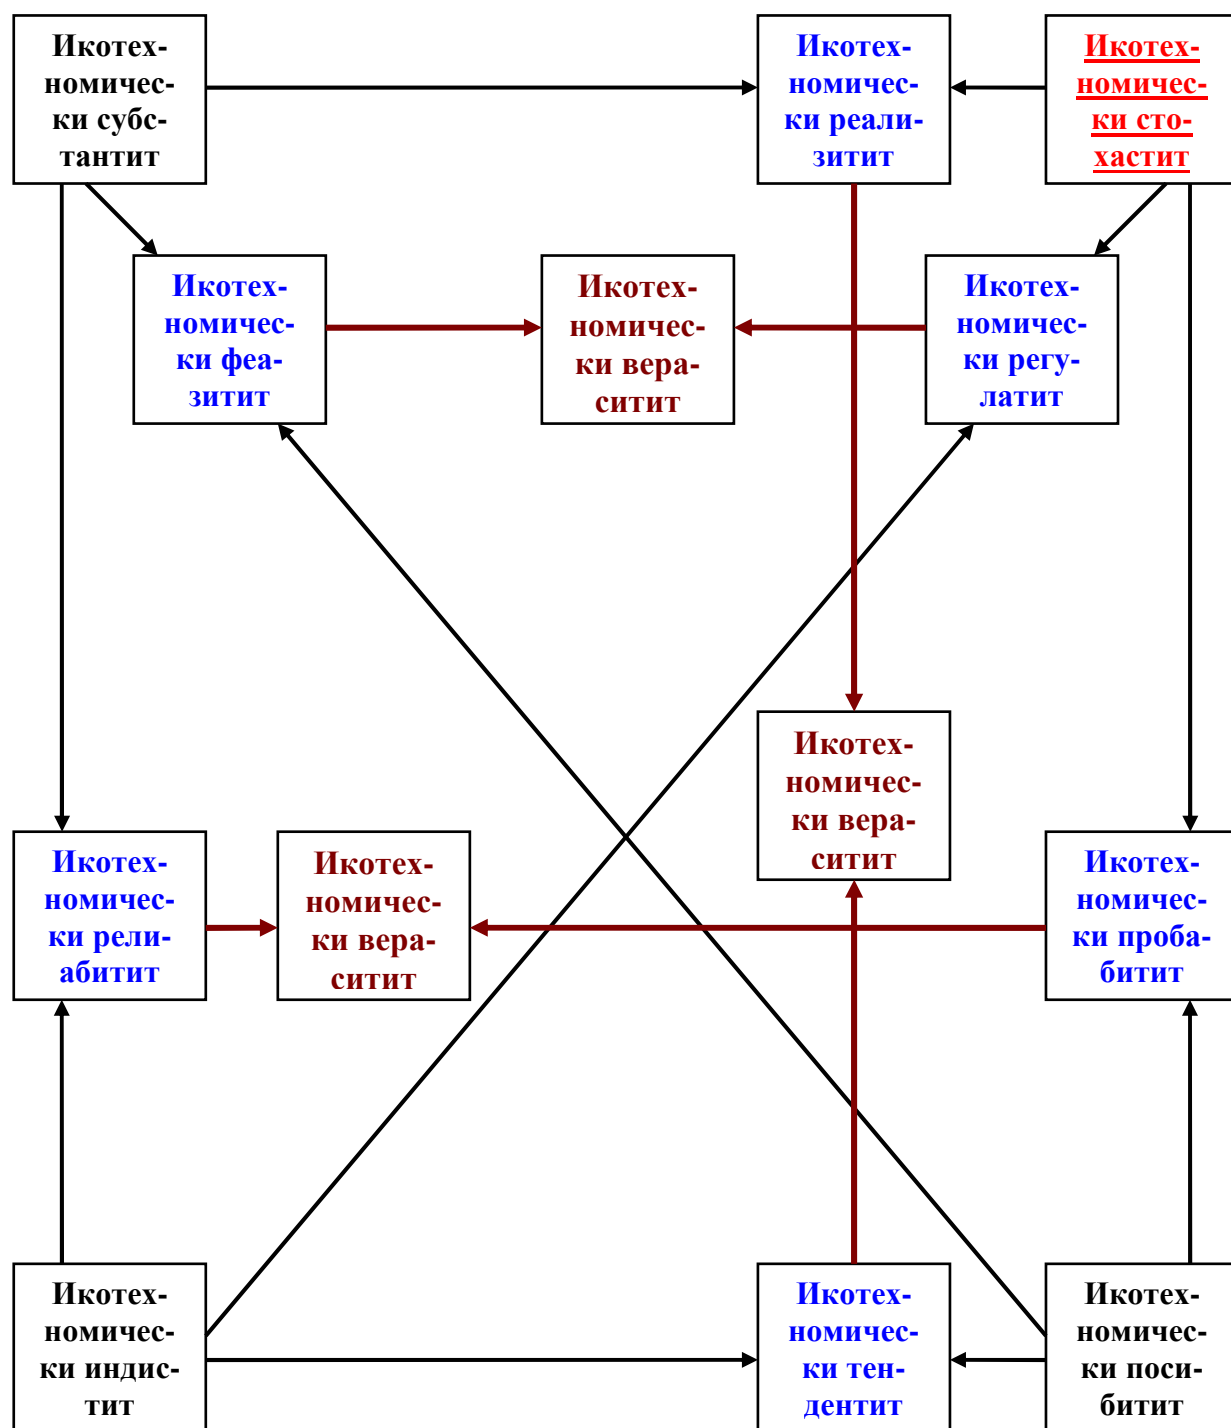 Икотех-
номичес-
ки субс-
тантит
Икотех-
номичес-
ки реали-
зитит
Икотех-
номичес-
ки сто-
хастит
Икотех-
номичес-
ки феа-
зитит
Икотех-
номичес-
ки вера-
ситит
Икотех-
номичес-
ки регу-
латит
Икотех-
номичес-
ки вера-
ситит
Икотех-
номичес-
ки рели-
абитит
Икотех-
номичес-
ки вера-
ситит
Икотех-
номичес-
ки проба-
битит
Икотех-
номичес-
ки индис-
тит
Икотех-
номичес-
ки тен-
дентит
Икотех-
номичес-
ки поси-
битит